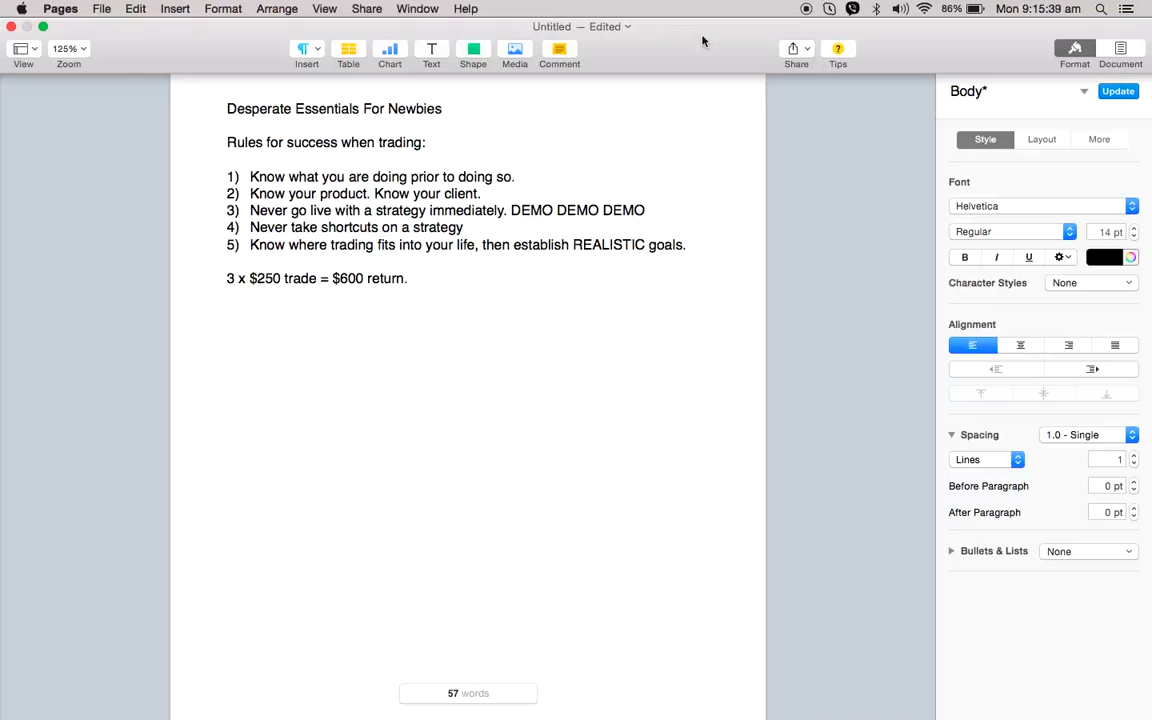 Pages File Edit Insert Format Arrange View Share Window Help 86% Mon 9:15:39 am
Untitled — Edited
125%
View Zoom Insert Table Chart Text Shape Media Comment Share Tips Format Document
Desperate Essentials For Newbies
Rules for success when trading:
1) Know what you are doing prior to doing so.
2) Know your product. Know your client.
3) Never go live with a strategy immediately. DEMO DEMO DEMO
4) Never take shortcuts on a strategy
5) Know where trading fits into your life, then establish REALISTIC goals.
3 x $250 trade = $600 return.
57 words
Body* Update
Style Layout More
Font
Helvetica
Regular 14 pt
B I U
Character Styles None
Alignment
Spacing 1.0 - Single
Lines 1
Before Paragraph 0 pt
After Paragraph 0 pt
Bullets & Lists None